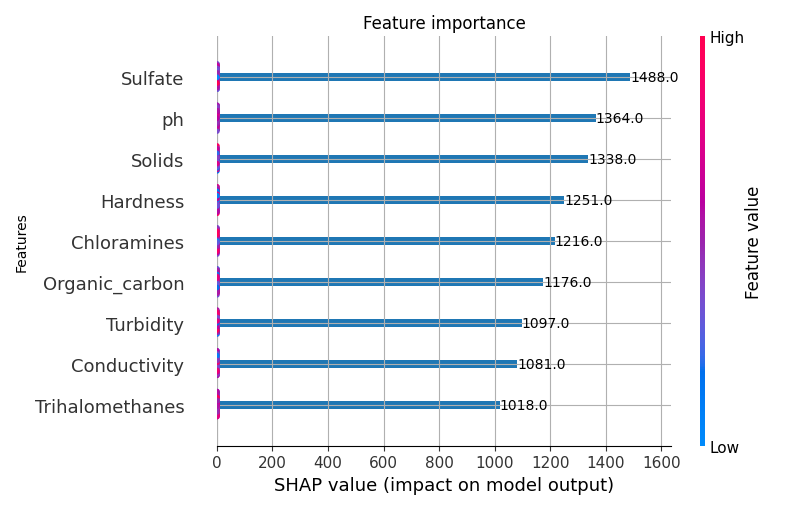 Feature importance
High
Sulfate 1488.0
ph 1364.0
Solids 1338.0
Hardness 1251.0
Chloramines 1216.0
Organic_carbon 1176.0
Turbidity 1097.0
Conductivity 1081.0
Trihalomethanes 1018.0
Features
Feature value
Low
0 200 400 600 800 1000 1200 1400 1600
SHAP value (impact on model output)